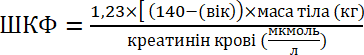 ШКФ = 1,23×[ (140−(вік))×маса тіла (кг)
креатинін крові (мкмоль/л)